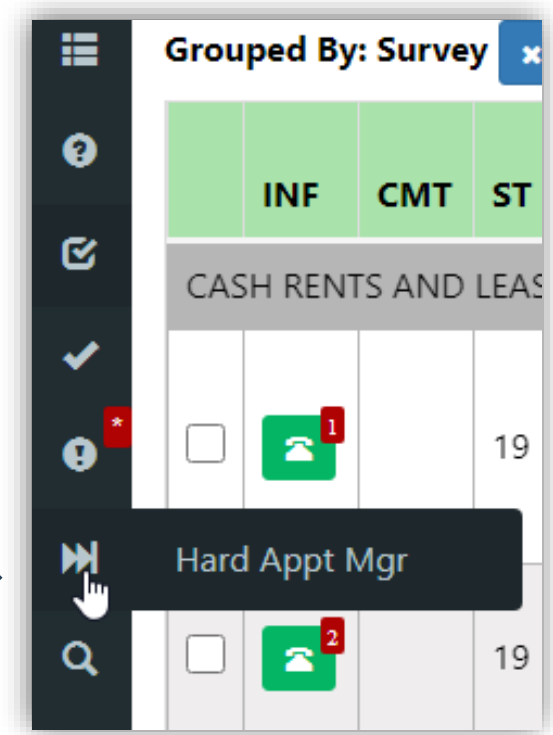 Grouped By: Survey
INF CMT ST
CASH RENTS AND LEAS
*
1
19
Hard Appt Mgr
2
19